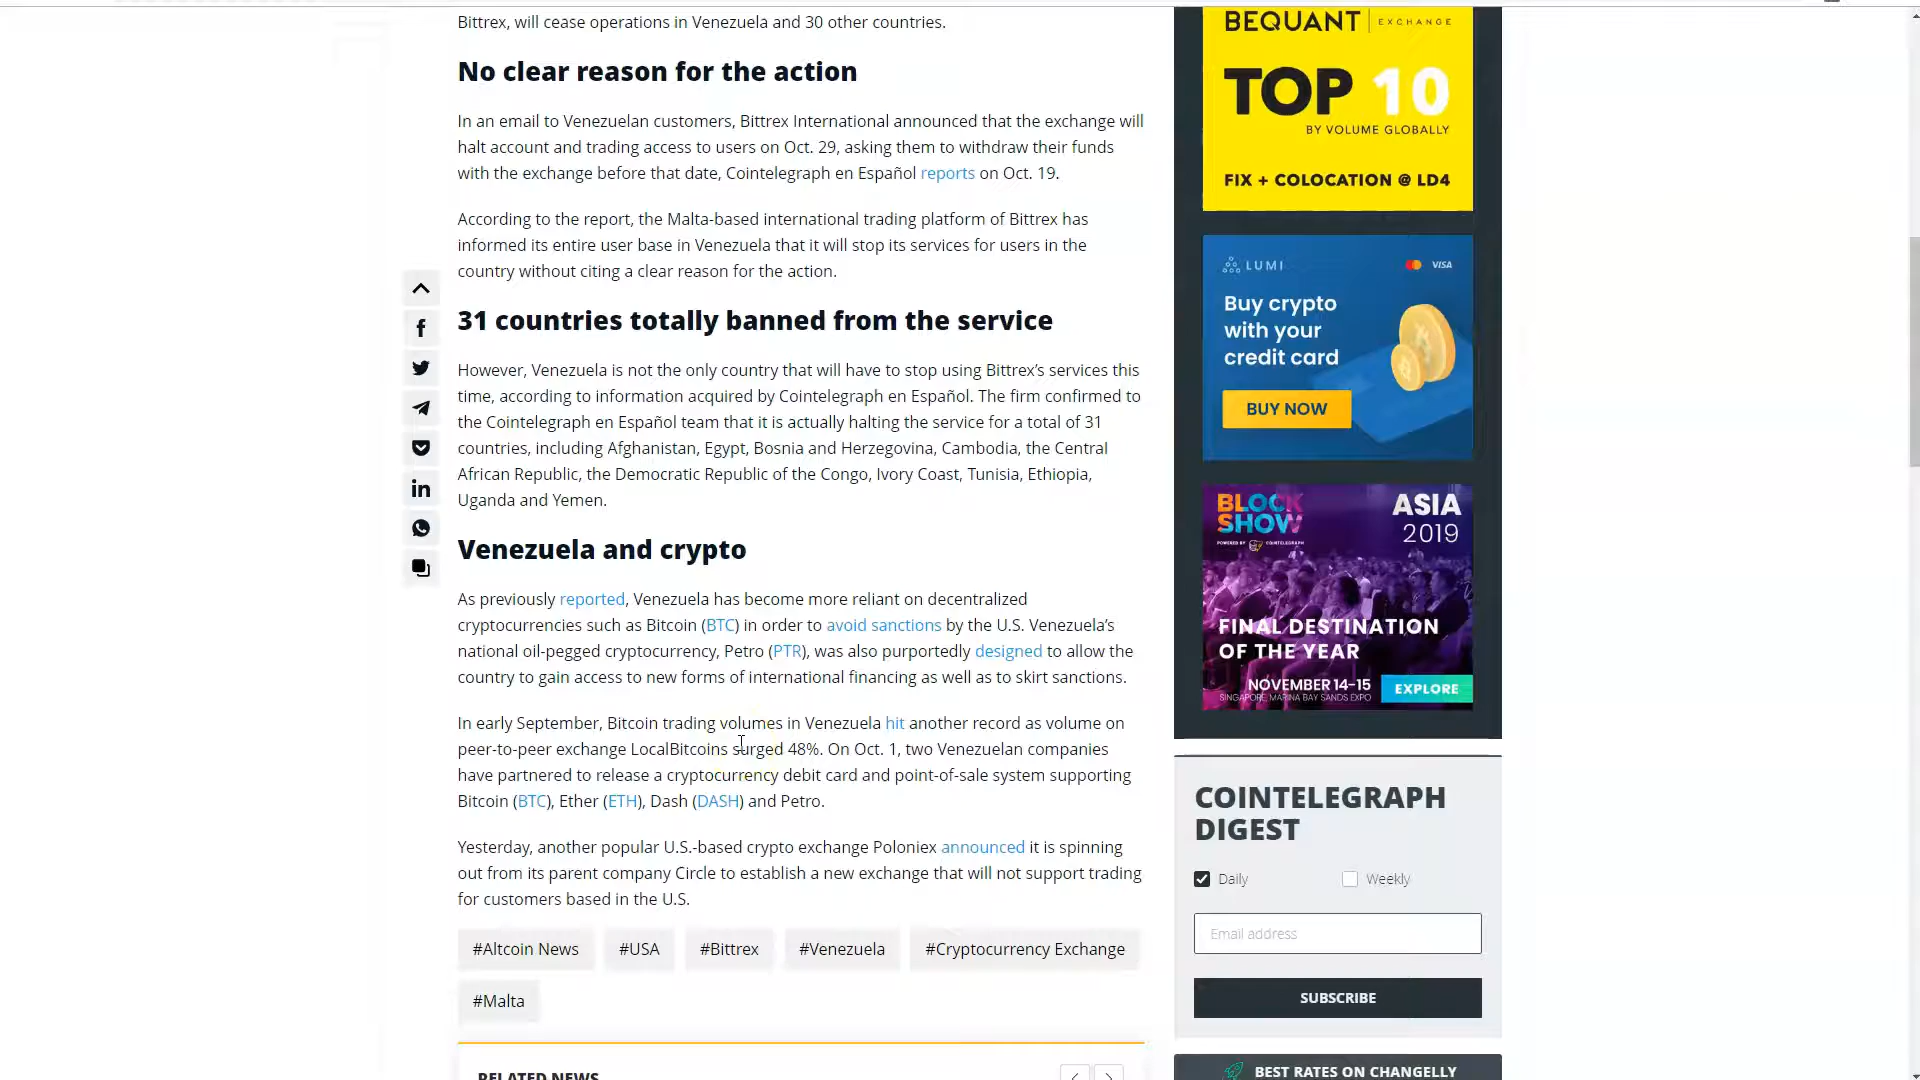 Bittrex, will cease operations in Venezuela and 30 other countries.
No clear reason for the action
In an email to Venezuelan customers, Bittrex International announced that the exchange will
halt account and trading access to users on Oct. 29, asking them to withdraw their funds
with the exchange before that date, Cointelegraph en Español reports on Oct. 19.
According to the report, the Malta-based international trading platform of Bittrex has
informed its entire user base in Venezuela that it will stop its services for users in the
country without citing a clear reason for the action.
31 countries totally banned from the service
However, Venezuela is not the only country that will have to stop using Bittrex’s services this
time, according to information acquired by Cointelegraph en Español. The firm confirmed to
the Cointelegraph en Español team that it is actually halting the service for a total of 31
countries, including Afghanistan, Egypt, Bosnia and Herzegovina, Cambodia, the Central
African Republic, the Democratic Republic of the Congo, Ivory Coast, Tunisia, Ethiopia,
Uganda and Yemen.
Venezuela and crypto
As previously reported, Venezuela has become more reliant on decentralized
cryptocurrencies such as Bitcoin (BTC) in order to avoid sanctions by the U.S. Venezuela’s
national oil-pegged cryptocurrency, Petro (PTR), was also purportedly designed to allow the
country to gain access to new forms of international financing as well as to skirt sanctions.
In early September, Bitcoin trading volumes in Venezuela hit another record as volume on
peer-to-peer exchange LocalBitcoins surged 48%. On Oct. 1, two Venezuelan companies
have partnered to release a cryptocurrency debit card and point-of-sale system supporting
Bitcoin (BTC), Ether (ETH), Dash (DASH) and Petro.
Yesterday, another popular U.S.-based crypto exchange Poloniex announced it is spinning
out from its parent company Circle to establish a new exchange that will not support trading
for customers based in the U.S.
#Altcoin News #USA #Bittrex #Venezuela #Cryptocurrency Exchange
#Malta
RELATED NEWS
BEQUANT EXCHANGE
TOP 10
BY VOLUME GLOBALLY
FIX + COLOCATION @ LD4
LUMI VISA
Buy crypto
with your
credit card
BUY NOW
BLOCK ASIA
SHOW 2019
POWERED BY COINTELEGRAPH
FINAL DESTINATION
OF THE YEAR
NOVEMBER 14-15 EXPLORE
SINGAPORE, MARINA BAY SANDS EXPO
COINTELEGRAPH
DIGEST
Daily Weekly
Email address
SUBSCRIBE
BEST RATES ON CHANGELLY